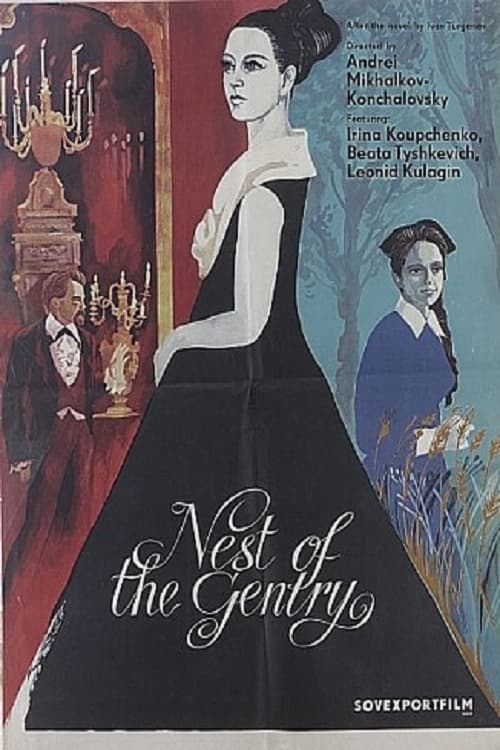 After the novel by Ivan Turgenev
Directed by
Andrei
Mikhalkov-
Konchalovsky
Featuring:
Irina Koupchenko,
Beata Tyshkevich,
Leonid Kulagin
Nest of
the Gentry
SOVEXPORTFILM